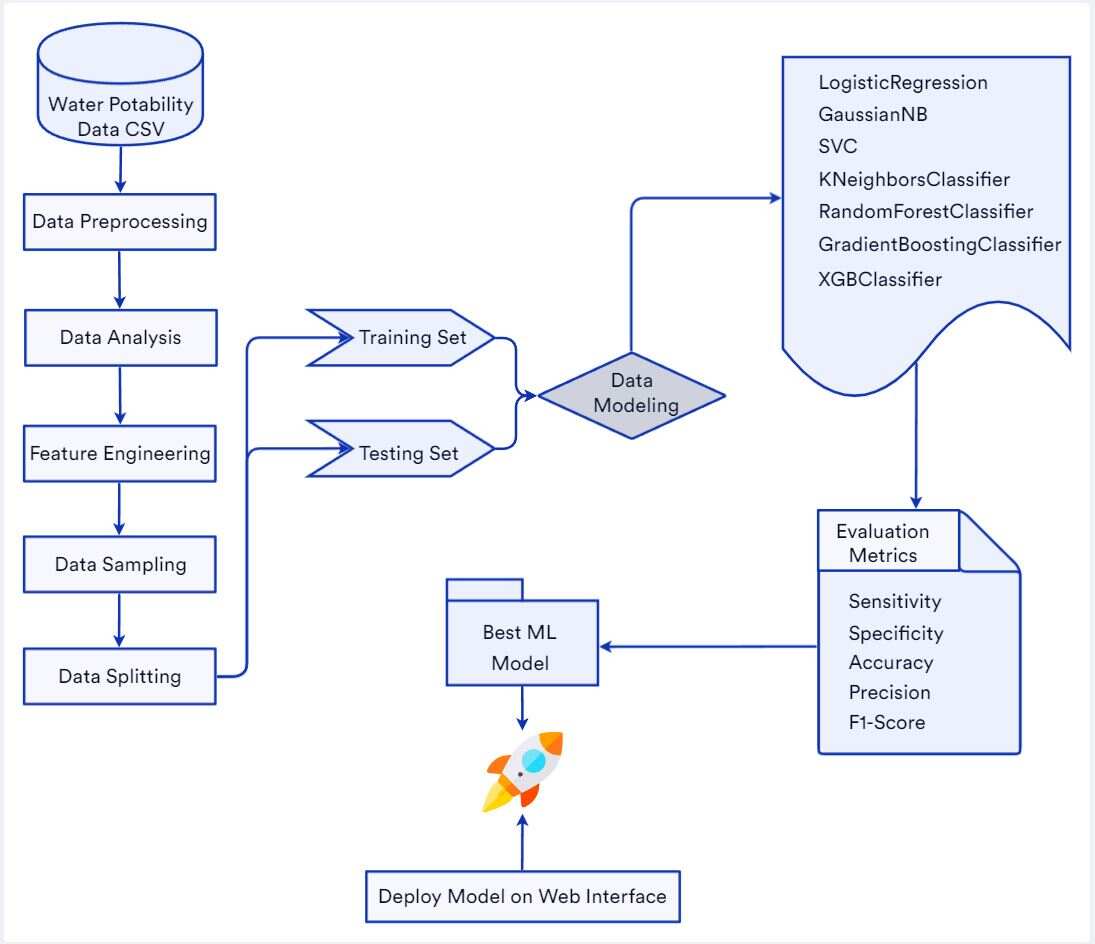 Water Potability
Data CSV
Data Preprocessing
Data Analysis
Feature Engineering
Data Sampling
Data Splitting
Training Set
Testing Set
Data
Modeling
LogisticRegression
GaussianNB
SVC
KNeighborsClassifier
RandomForestClassifier
GradientBoostingClassifier
XGBClassifier
Evaluation
Metrics
Sensitivity
Specificity
Accuracy
Precision
F1-Score
Best ML
Model
Deploy Model on Web Interface